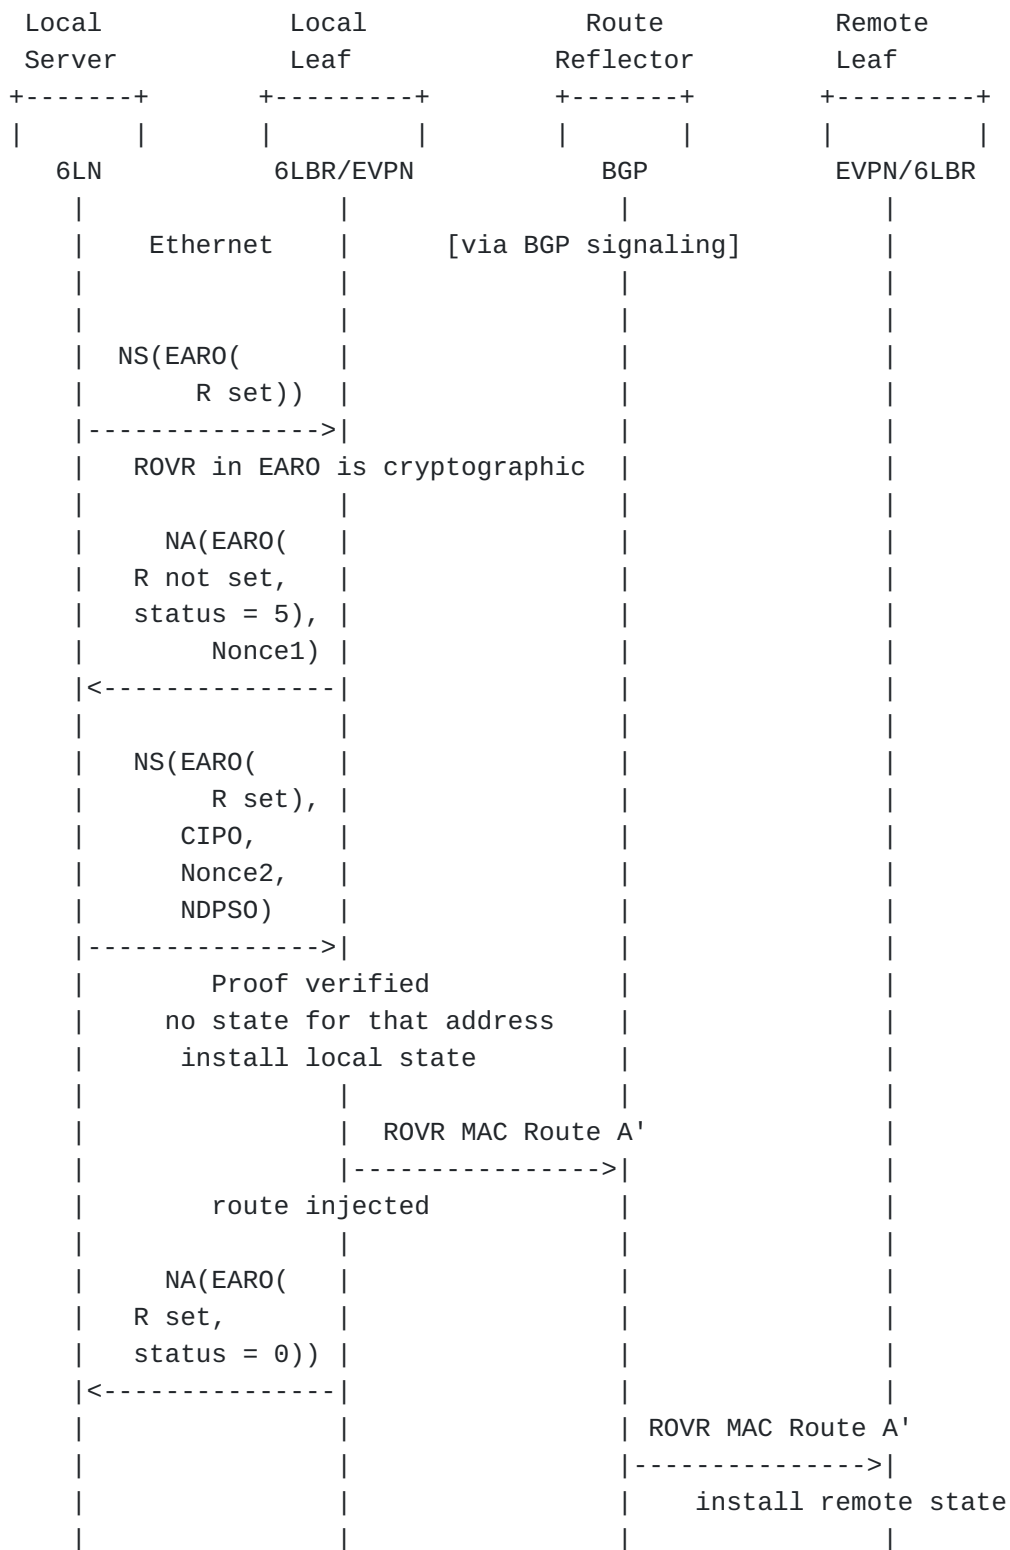 Local Local Route Remote
Server Leaf Reflector Leaf
+-------+ +---------+ +-------+ +---------+
| | | | | | | |
6LN 6LBR/EVPN BGP EVPN/6LBR
| | | |
| Ethernet | [via BGP signaling] |
| | | |
| | | |
| NS(EARO( | | |
| R set)) | | |
|--------------->| | |
| ROVR in EARO is cryptographic | |
| | | |
| NA(EARO( | | |
| R not set, | | |
| status = 5), | | |
| Nonce1) | | |
|<---------------| | |
| | | |
| NS(EARO( | | |
| R set), | | |
| CIPO, | | |
| Nonce2, | | |
| NDPSO) | | |
|--------------->| | |
| Proof verified | |
| no state for that address | |
| install local state | |
| | | |
| | ROVR MAC Route A' |
| |---------------->| |
| route injected | |
| | | |
| NA(EARO( | | |
| R set, | | |
| status = 0)) | | |
|<---------------| | |
| | | ROVR MAC Route A'
| | |--------------->|
| | | install remote state
| | | |